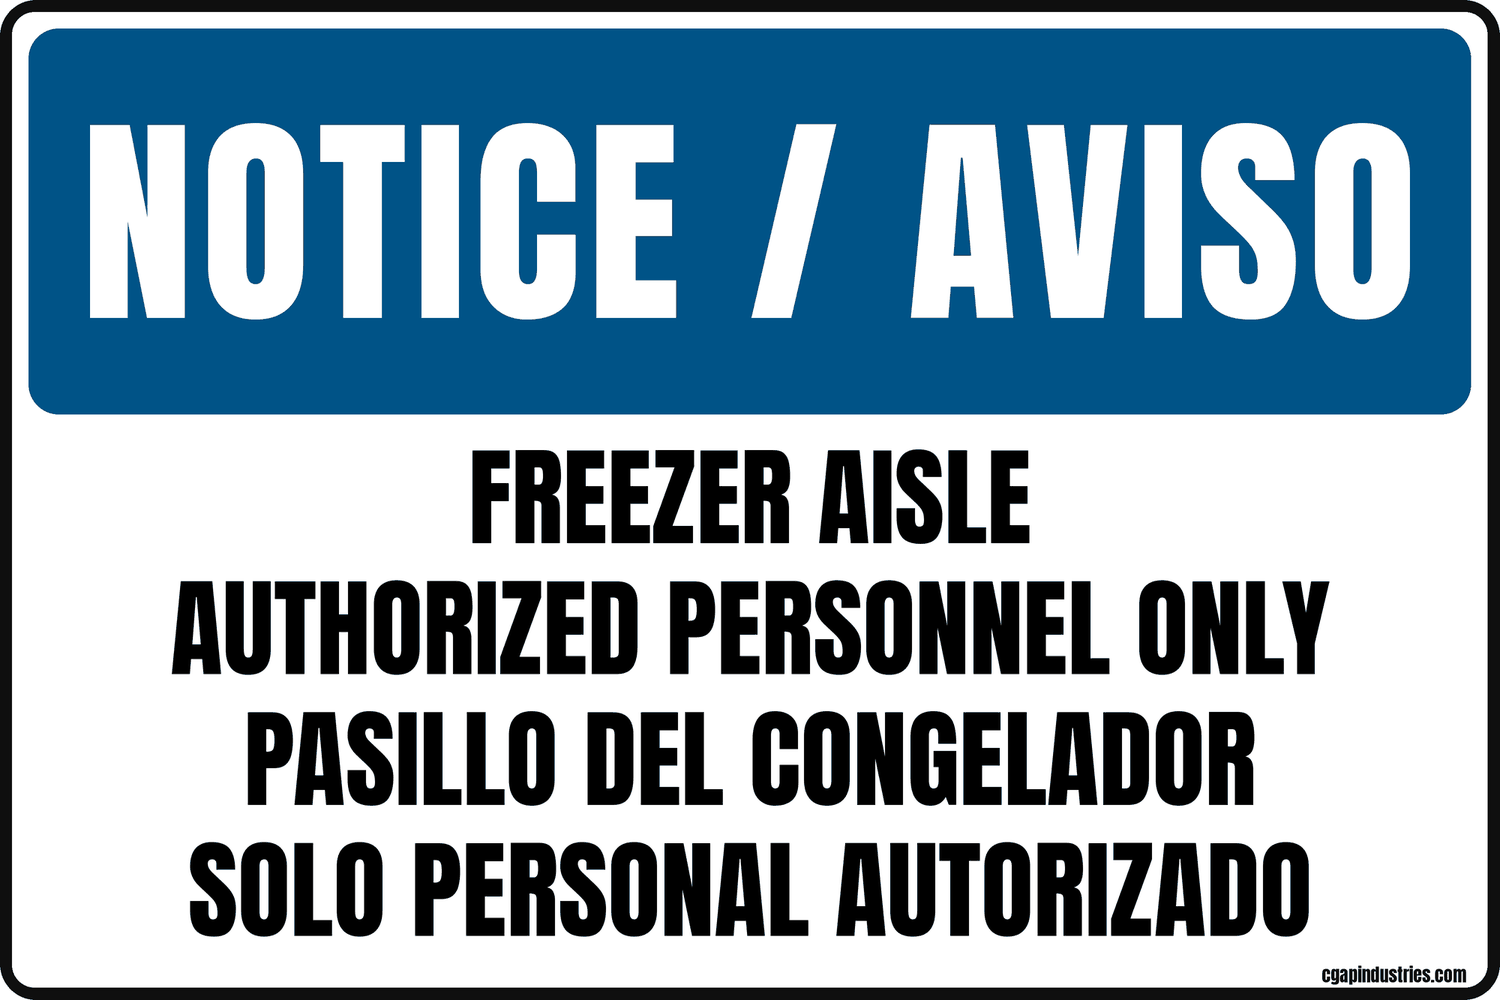 NOTICE / AVISO
FREEZER AISLE
AUTHORIZED PERSONNEL ONLY
PASILLO DEL CONGELADOR
SOLO PERSONAL AUTORIZADO
cgapindustries.com